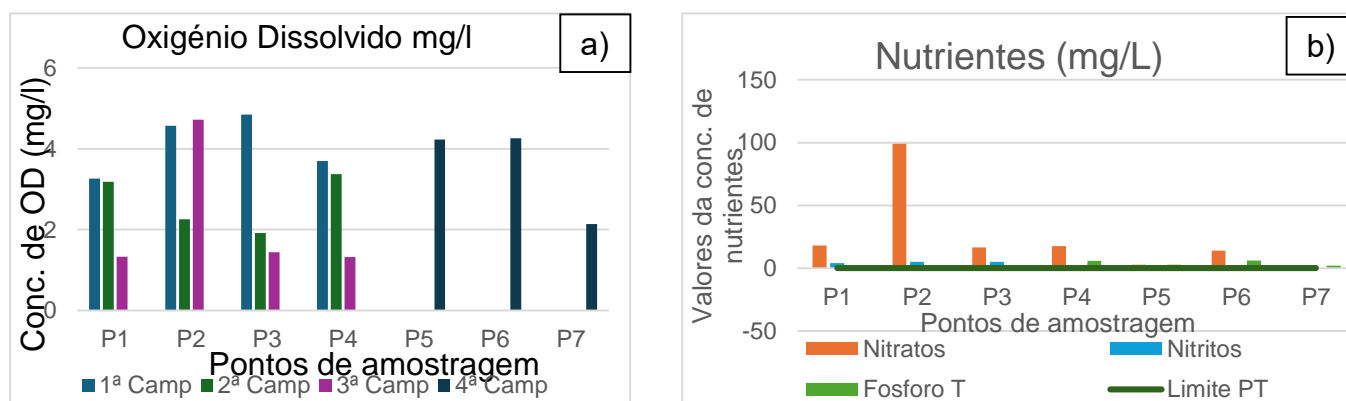 Oxigénio Dissolvido mg/l
a)
Conc. de OD (mg/l)
6
4
2
0
P1 P2 P3 P4 P5 P6 P7
Pontos de amostragem
1ª Camp 2ª Camp 3ª Camp 4ª Camp
Nutrientes (mg/L)
b)
Valores da conc. de
nutrientes
150
100
50
0
-50
P1 P2 P3 P4 P5 P6 P7
Pontos de amostragem
Nitratos Nitritos
Fosforo T Limite PT